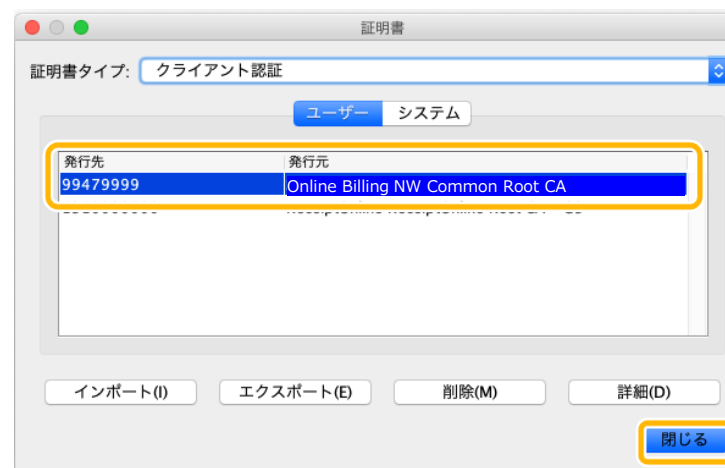 証明書
証明書タイプ: クライアント認証
ユーザー システム
発行先 発行元
99479999 Online Billing NW Common Root CA
インポート(I) エクスポート(E) 削除(M) 詳細(D)
閉じる